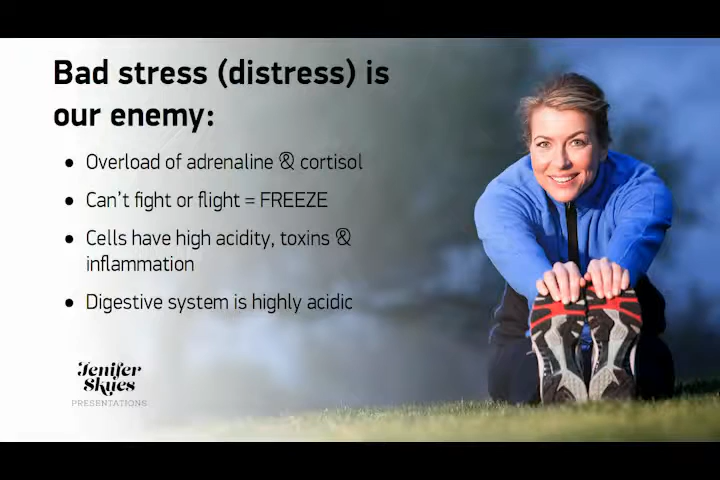 Bad stress (distress) is
our enemy:
● Overload of adrenaline & cortisol
● Can't fight or flight = FREEZE
● Cells have high acidity, toxins &
inflammation
● Digestive system is highly acidic
Jenifer
Skyies
PRESENTATIONS